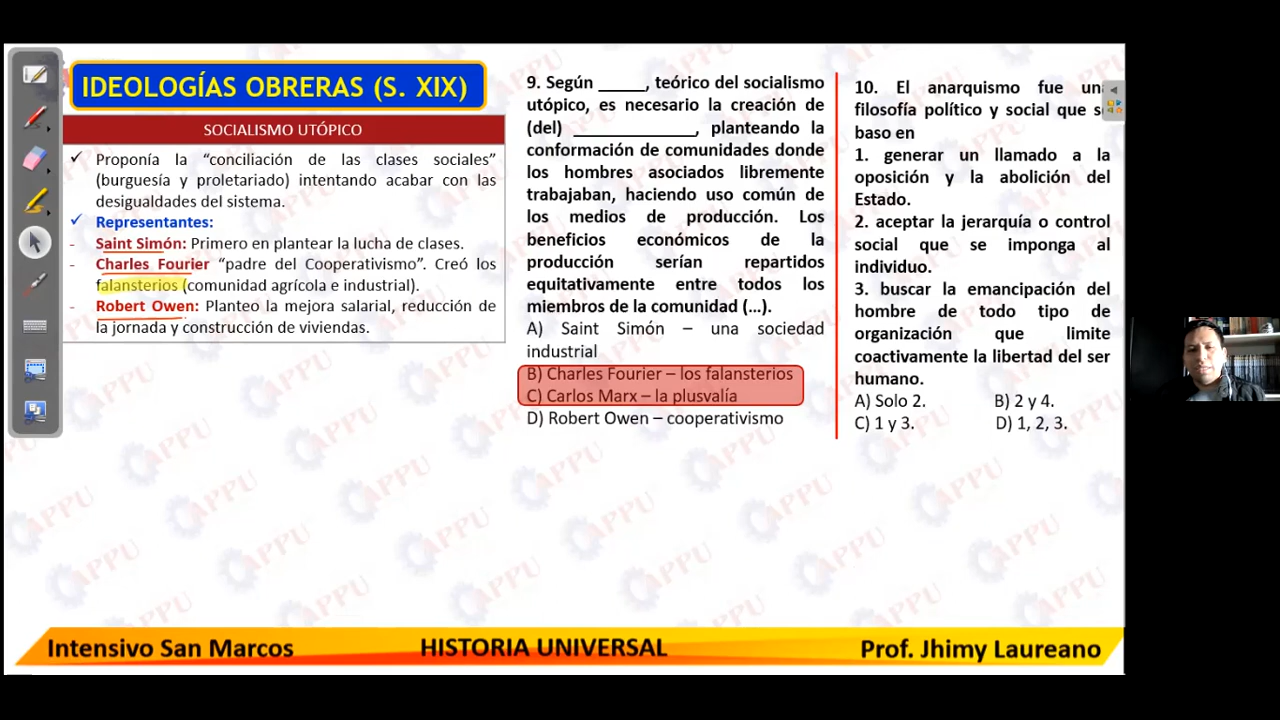 IDEOLOGÍAS OBRERAS (S. XIX)
SOCIALISMO UTÓPICO
✓ Proponía la “conciliación de las clases sociales”
(burguesía y proletariado) intentando acabar con las
desigualdades del sistema.
✓ Representantes:
- Saint Simón: Primero en plantear la lucha de clases.
- Charles Fourier “padre del Cooperativismo”. Creó los
falansterios (comunidad agrícola e industrial).
- Robert Owen: Planteo la mejora salarial, reducción de
la jornada y construcción de viviendas.
9. Según _____, teórico del socialismo
utópico, es necesario la creación de
(del) _____________, planteando la
conformación de comunidades donde
los hombres asociados libremente
trabajaban, haciendo uso común de
los medios de producción. Los
beneficios económicos de la
producción serían repartidos
equitativamente entre todos los
miembros de la comunidad (...).
A) Saint Simón – una sociedad
industrial
B) Charles Fourier – los falansterios
C) Carlos Marx – la plusvalía
D) Robert Owen – cooperativismo
10. El anarquismo fue una
filosofía político y social que se
baso en
1. generar un llamado a la
oposición y la abolición del
Estado.
2. aceptar la jerarquía o control
social que se imponga al
individuo.
3. buscar la emancipación del
hombre de todo tipo de
organización que limite
coactivamente la libertad del ser
humano.
A) Solo 2. B) 2 y 4.
C) 1 y 3. D) 1, 2, 3.
APPU
Intensivo San Marcos HISTORIA UNIVERSAL Prof. Jhimy Laureano